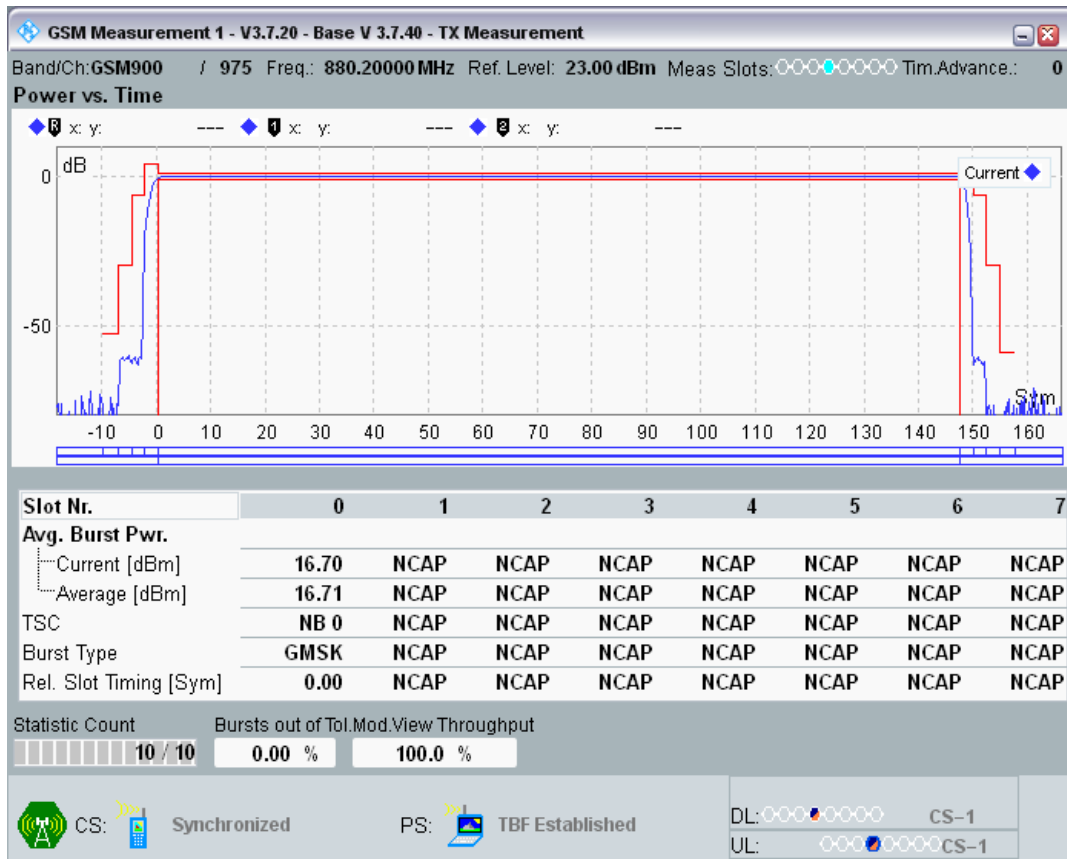 GSM Measurement 1 - V3.7.20 - Base V 3.7.40 - TX Measurement
Band/Ch:GSM900 / 975 Freq.: 880.20000 MHz Ref. Level: 23.00 dBm Meas Slots: Tim.Advance.: 0
Power vs. Time
R x: y: --- 1 x: y: --- 2 x: y: ---
dB
Current
0
-50
Sym
-10 0 10 20 30 40 50 60 70 80 90 100 110 120 130 140 150 160
Slot Nr. 0 1 2 3 4 5 6 7
Avg. Burst Pwr.
Current [dBm] 16.70 NCAP NCAP NCAP NCAP NCAP NCAP NCAP
Average [dBm] 16.71 NCAP NCAP NCAP NCAP NCAP NCAP NCAP
TSC NB 0 NCAP NCAP NCAP NCAP NCAP NCAP NCAP
Burst Type GMSK NCAP NCAP NCAP NCAP NCAP NCAP NCAP
Rel. Slot Timing [Sym] 0.00 NCAP NCAP NCAP NCAP NCAP NCAP NCAP
Statistic Count Bursts out of Tol.Mod.View Throughput
10 / 10 0.00 % 100.0 %
CS: Synchronized PS: TBF Established DL: CS-1
UL: CS-1